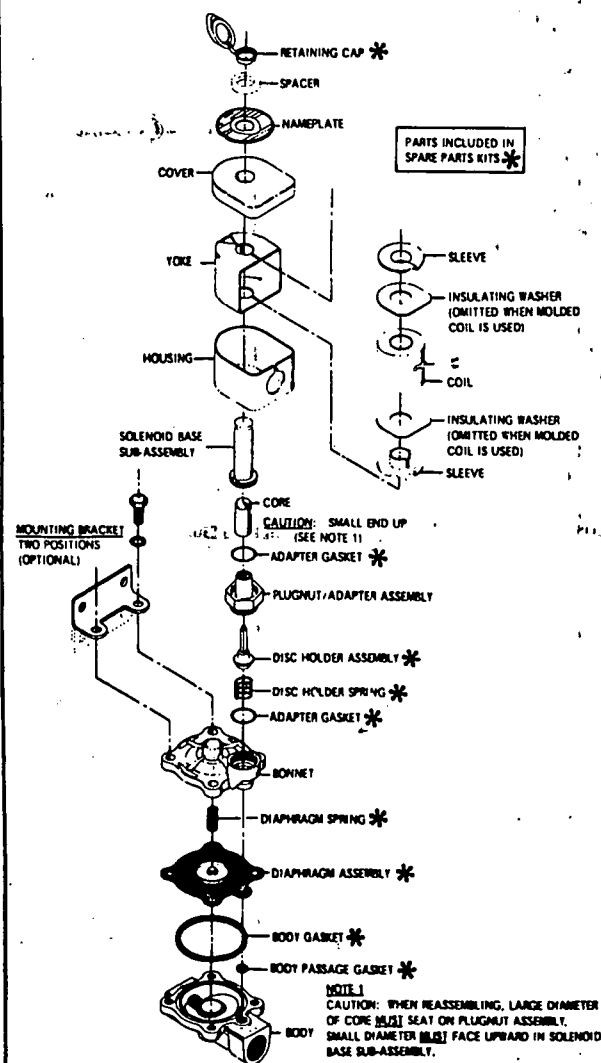 RETAINING CAP *
SPACER
NAMEPLATE
PARTS INCLUDED IN
SPARE PARTS KITS *
COVER
YOKE
SLEEVE
INSULATING WASHER
(OMITTED WHEN MOLDED
COIL IS USED)
HOUSING
COIL
INSULATING WASHER
(OMITTED WHEN MOLDED
COIL IS USED)
SLEEVE
SOLENOID BASE
SUB-ASSEMBLY
CORE
CAUTION: SMALL END UP
(SEE NOTE 1)
MOUNTING BRACKET
TWO POSITIONS
(OPTIONAL)
ADAPTER GASKET *
PLUGNUT/ADAPTER ASSEMBLY
DISC HOLDER ASSEMBLY *
DISC HOLDER SPRING *
ADAPTER GASKET *
BONNET
DIAPHRAGM SPRING *
DIAPHRAGM ASSEMBLY *
BODY GASKET *
BODY PASSAGE GASKET *
BODY
NOTE 1
CAUTION: WHEN REASSEMBLING, LARGE DIAMETER
OF CORE MUST SEAT ON PLUGNUT ASSEMBLY.
SMALL DIAMETER MUST FACE UPWARD IN SOLENOID
BASE SUB-ASSEMBLY.